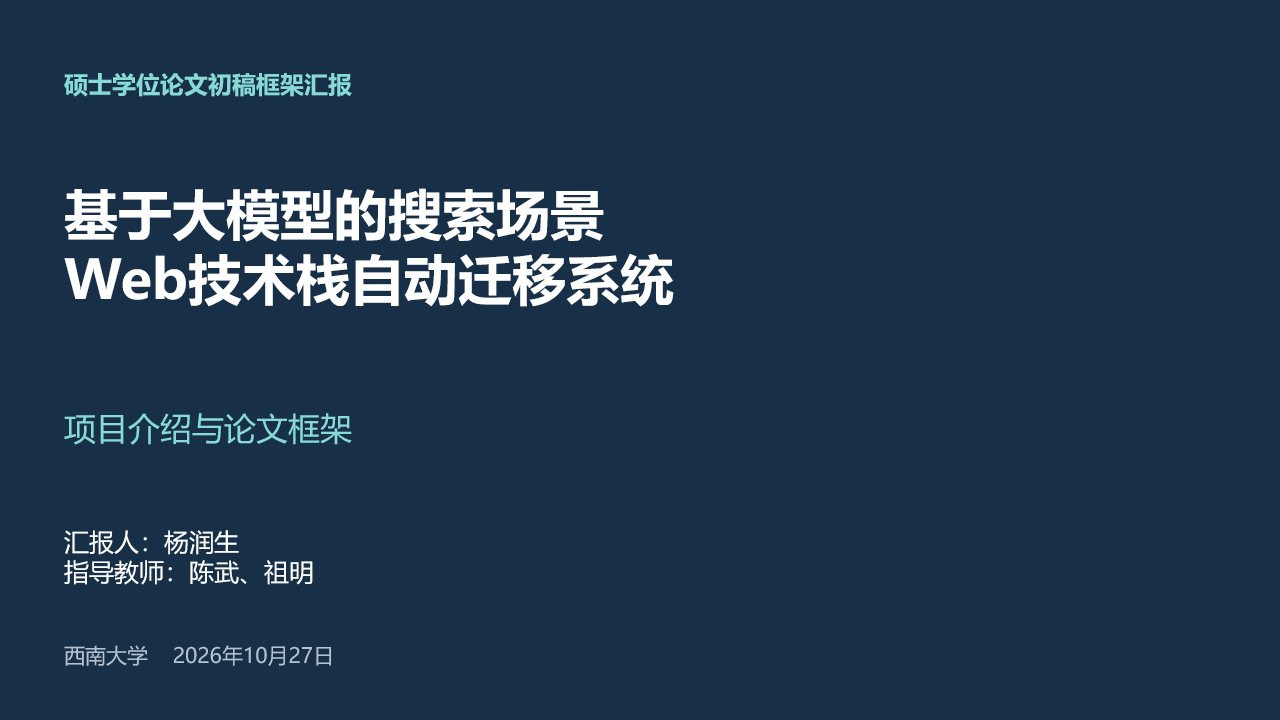 硕士学位论文初稿框架汇报
基于大模型的搜索场景
Web技术栈自动迁移系统
项目介绍与论文框架
汇报人：杨润生
指导教师：陈武、祖明
西南大学 2026年10月27日